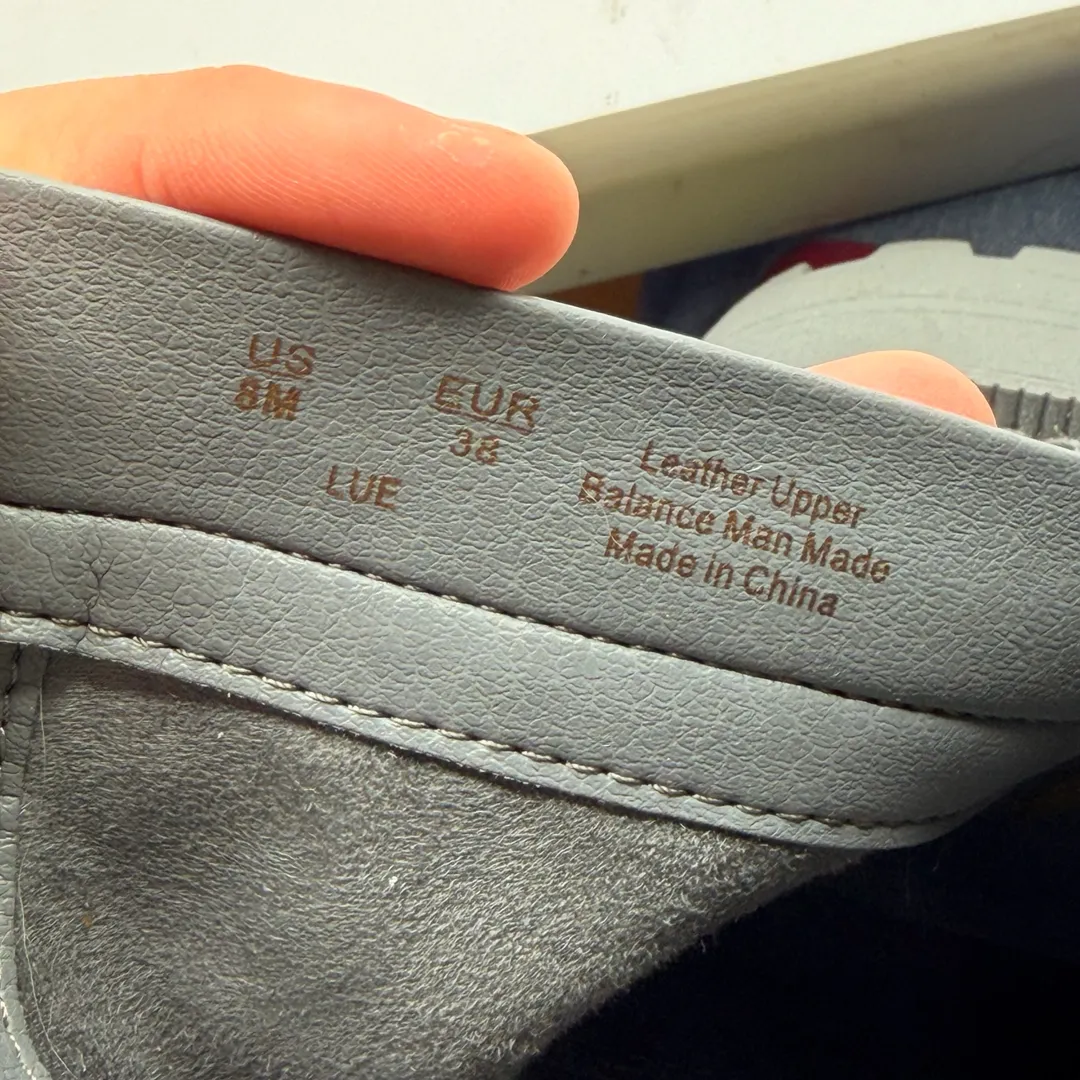 US
8M
EUR
38
LUE
Leather Upper
Balance Man Made
Made in China